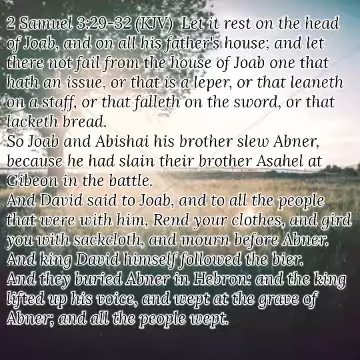 2 Samuel 3:29-32 (KJV)  Let it rest on the head
of Joab, and on all his father's house; and let
there not fail from the house of Joab one that
hath an issue, or that is a leper, or that leaneth
on a staff, or that falleth on the sword, or that
lacketh bread.
So Joab and Abishai his brother slew Abner,
because he had slain their brother Asahel at
Gibeon in the battle.
And David said to Joab, and to all the people
that were with him, Rend your clothes, and gird
you with sackcloth, and mourn before Abner.
And king David himself followed the bier.
And they buried Abner in Hebron: and the king
lifted up his voice, and wept at the grave of
Abner; and all the people wept.